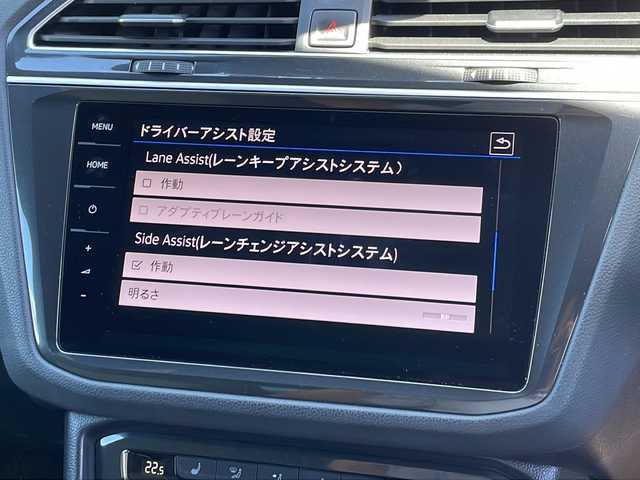 MENU
HOME
+
-
ドライバーアシスト設定
Lane Assist(レーンキープアシストシステム)
作動
アダプティブレーンガイド
Side Assist(レーンチェンジアシストシステム)
作動
明るさ
22.5